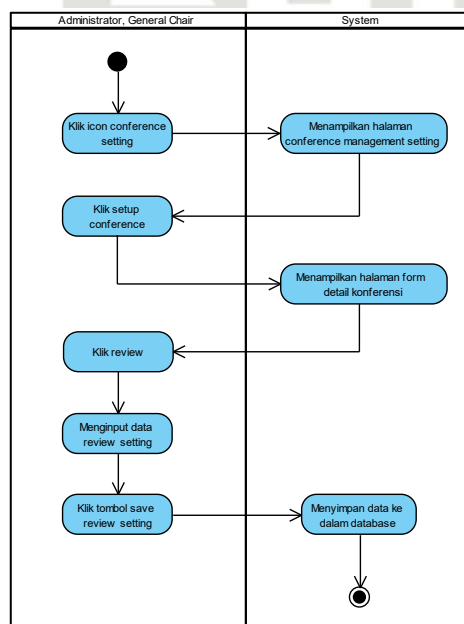 Administrator, General Chair
System
Klik icon conference
setting
Menampilkan halaman
conference management setting
Klik setup
conference
Menampilkan halaman form
detail konferensi
Klik review
Menginput data
review setting
Klik tombol save
review setting
Menyimpan data ke
dalam database